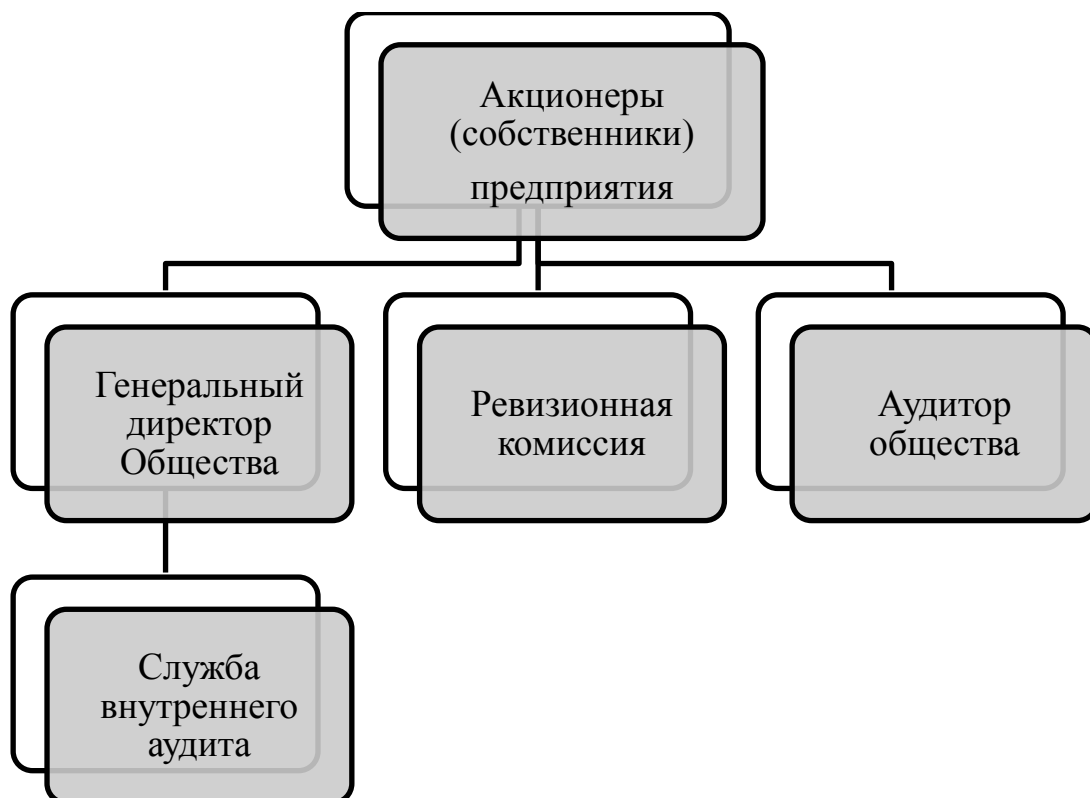 Акционеры
(собственники)
предприятия
Генеральный
директор
Общества
Ревизионная
комиссия
Аудитор
общества
Служба
внутреннего
аудита